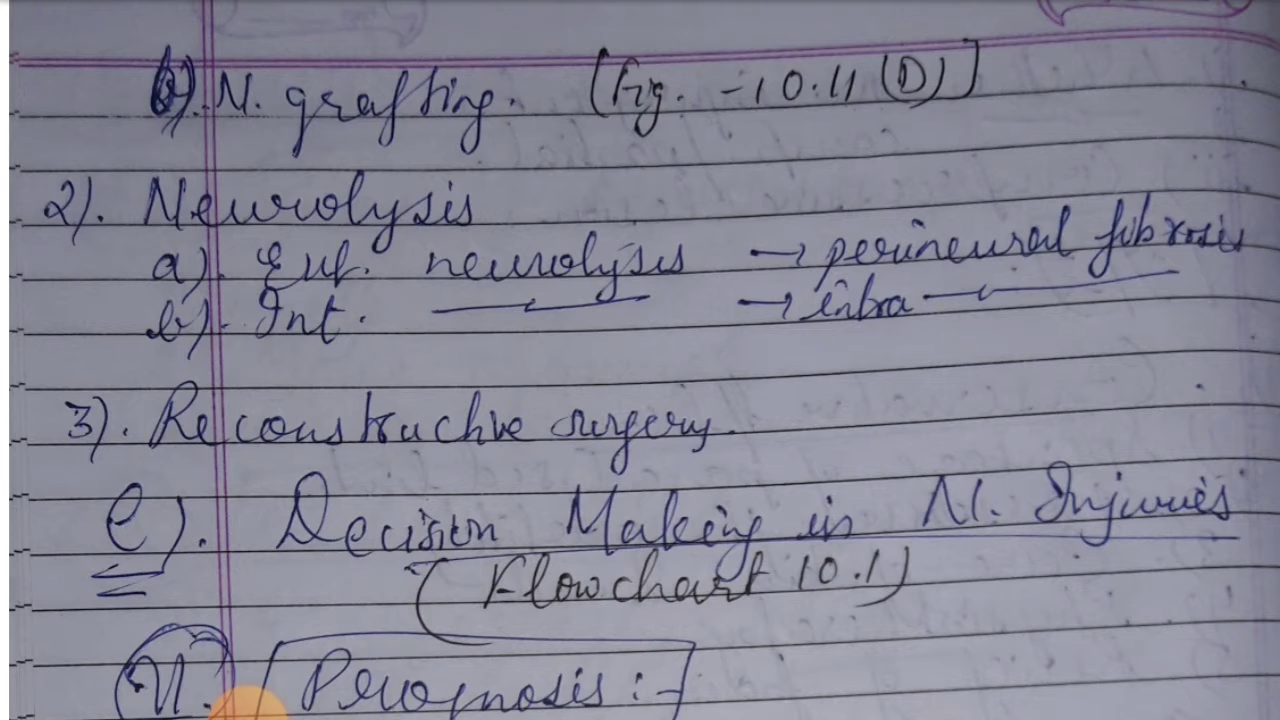 b). N. grafting. [fig. - 10.11 (D)]
2). Neurolysis
a). Ext. neurolysis → perineural fibrosis
b). Int. ——— → intra ———
3). Reconstructive surgery.
e). Decision Making in N. Injuries
(Flowchart 10.1)
VI. Prognosis :-